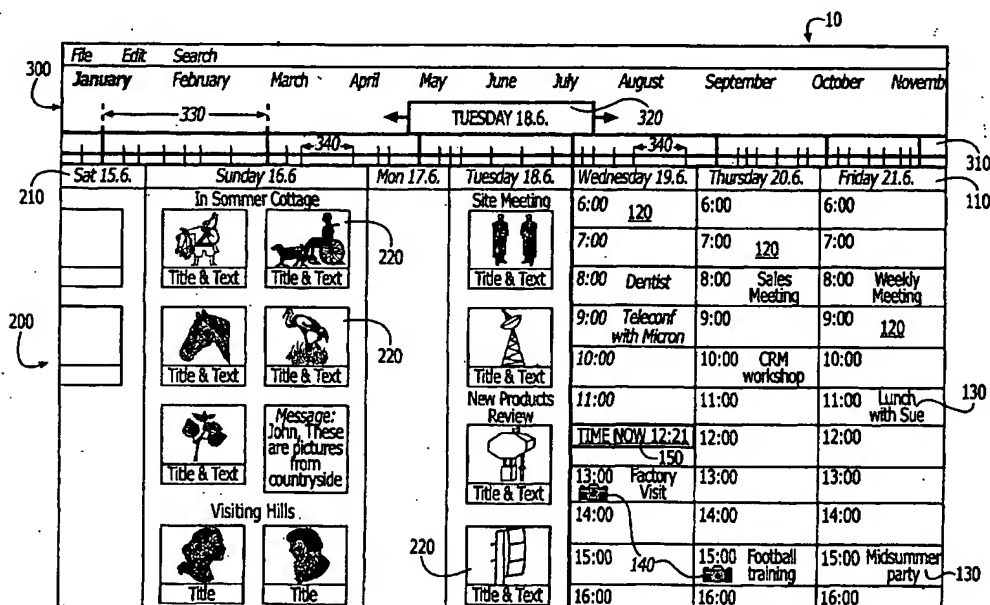 10
File Edit Search
300
January February March April May June July August September October Novemb
330
TUESDAY 18.6.
320
340
340
310
210
Sat 15.6. Sunday 16.6 Mon 17.6. Tuesday 18.6. Wednesday 19.6. Thursday 20.6. Friday 21.6.
110
In Sommer Cottage
Title & Text
Title & Text
220
Title & Text
Title & Text
220
Title & Text
Message:
John, These
are pictures
from
countryside
Visiting Hills
Title
Title
200
Site Meeting
Title & Text
Title & Text
New Products
Review
Title & Text
220
Title & Text
6:00 120
7:00
8:00 Dentist
9:00 Teleconf
with Micron
10:00
11:00
TIME NOW 12:21
150
13:00 Factory
Visit
14:00
15:00 140
16:00
6:00
7:00 120
8:00 Sales
Meeting
9:00
10:00 CRM
workshop
11:00
12:00
13:00
14:00
15:00 Football
training
16:00
6:00
7:00
8:00 Weekly
Meeting
9:00 120
10:00
11:00 Lunch
with Sue
130
12:00
13:00
14:00
15:00 Midsummer
party
130
16:00